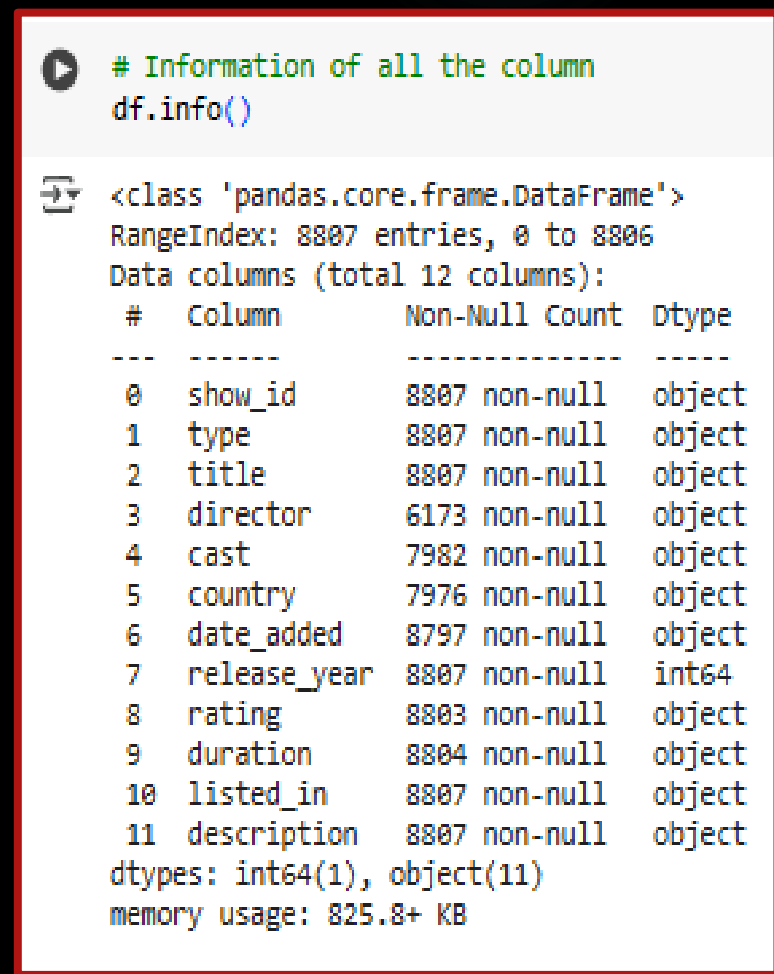 # Information of all the column
df.info()
<class 'pandas.core.frame.DataFrame'>
RangeIndex: 8807 entries, 0 to 8806
Data columns (total 12 columns):
 #   Column        Non-Null Count  Dtype
---  ------        --------------  -----
 0   show_id       8807 non-null   object
 1   type          8807 non-null   object
 2   title         8807 non-null   object
 3   director      6173 non-null   object
 4   cast          7982 non-null   object
 5   country       7976 non-null   object
 6   date_added    8797 non-null   object
 7   release_year  8807 non-null   int64
 8   rating        8803 non-null   object
 9   duration      8804 non-null   object
 10  listed_in     8807 non-null   object
 11  description   8807 non-null   object
dtypes: int64(1), object(11)
memory usage: 825.8+ KB